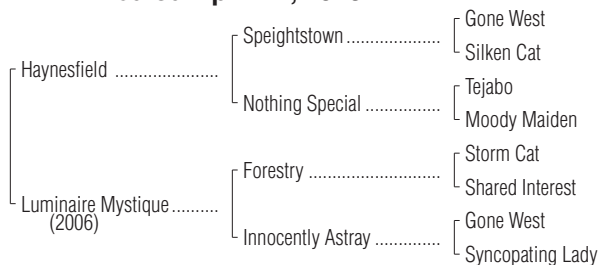 Gone West
Speightstown ....................
Silken Cat
Haynesfield ......................
Tejabo
Nothing Special ................
Moody Maiden
Storm Cat
Forestry ............................
Shared Interest
Luminaire Mystique ..........
(2006)
Gone West
Innocently Astray ..............
Syncopating Lady